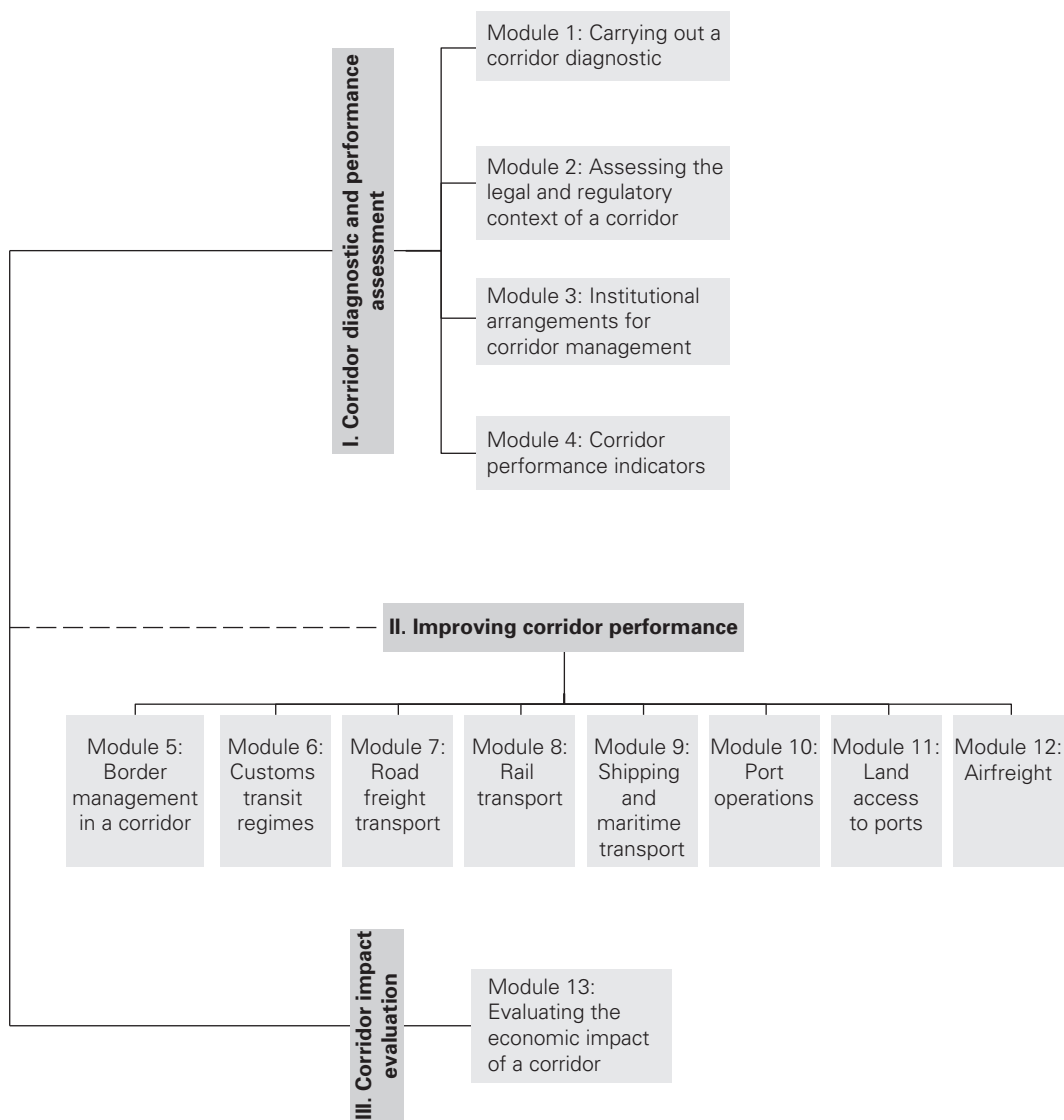 I. Corridor diagnostic and performance
assessment
Module 1: Carrying out a
corridor diagnostic
Module 2: Assessing the
legal and regulatory
context of a corridor
Module 3: Institutional
arrangements for
corridor management
Module 4: Corridor
performance indicators
II. Improving corridor performance
Module 5:
Border
management
in a corridor
Module 6:
Customs
transit
regimes
Module 7:
Road
freight
transport
Module 8:
Rail
transport
Module 9:
Shipping
and
maritime
transport
Module 10:
Port
operations
Module 11:
Land
access
to ports
Module 12:
Airfreight
III. Corridor impact
evaluation
Module 13:
Evaluating the
economic impact
of a corridor